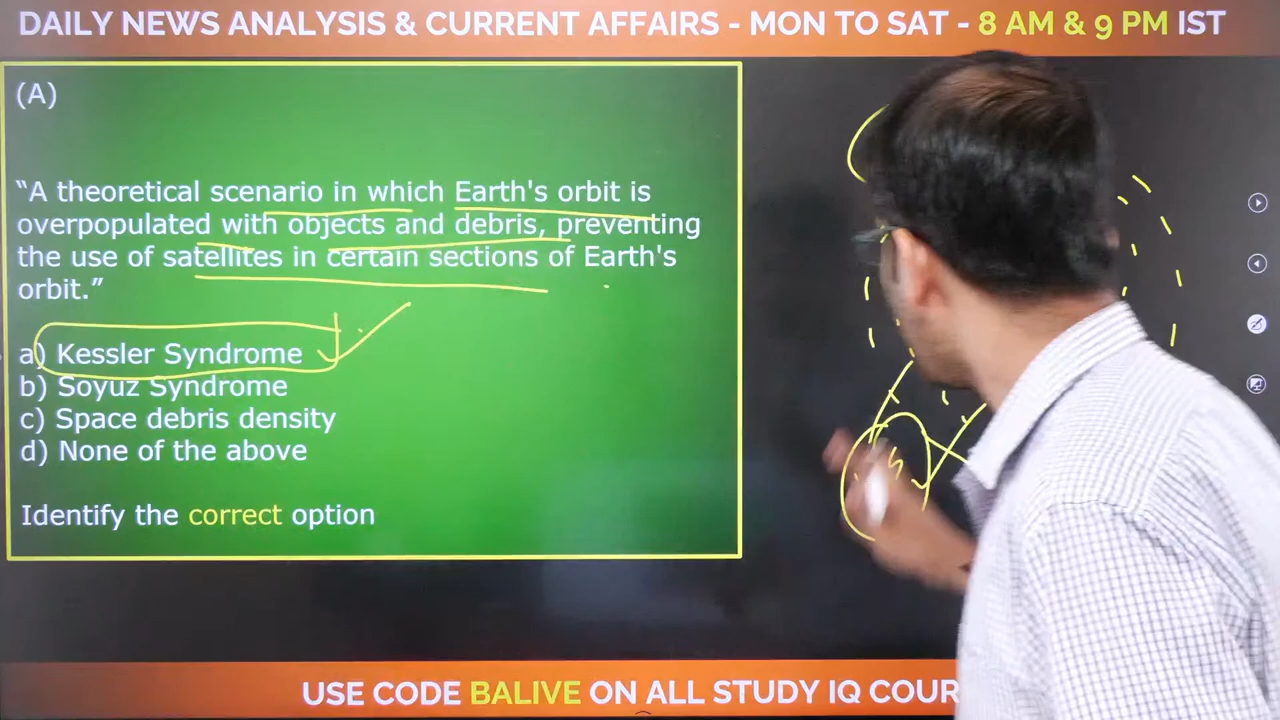 DAILY NEWS ANALYSIS & CURRENT AFFAIRS - MON TO SAT - 8 AM & 9 PM IST
(A)
“A theoretical scenario in which Earth's orbit is
overpopulated with objects and debris, preventing
the use of satellites in certain sections of Earth's
orbit.”
a) Kessler Syndrome
b) Soyuz Syndrome
c) Space debris density
d) None of the above
Identify the correct option
USE CODE BALIVE ON ALL STUDY IQ COUR